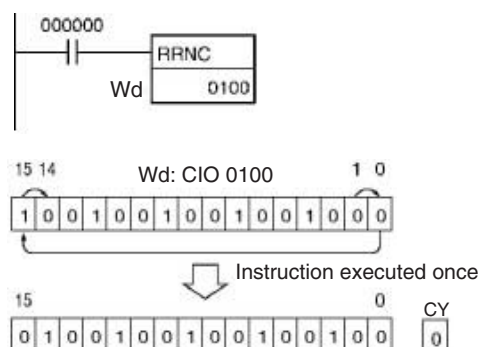 000000
RRNC
Wd 0100
15 14 Wd: CIO 0100 1 0
1 0 0 1 0 0 1 0 0 1 0 0 1 0 0 0
Instruction executed once
15 0 CY
0 1 0 0 1 0 0 1 0 0 1 0 0 1 0 0 0